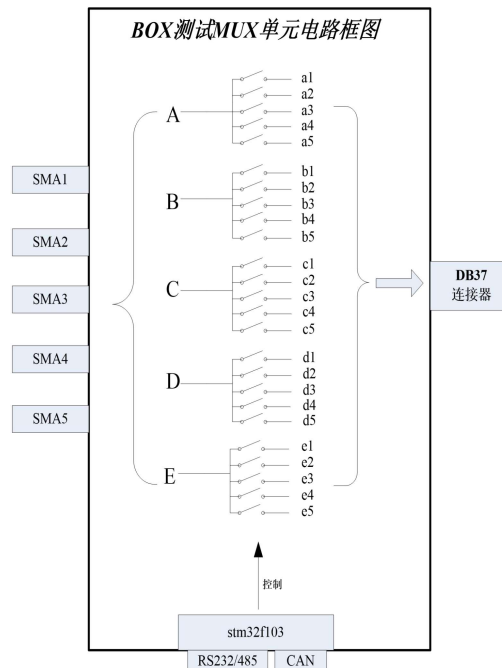 BOX测试MUX单元电路框图
SMA1
SMA2
SMA3
SMA4
SMA5
A
a1
a2
a3
a4
a5
B
b1
b2
b3
b4
b5
C
c1
c2
c3
c4
c5
D
d1
d2
d3
d4
d5
E
e1
e2
e3
e4
e5
DB37
连接器
控制
stm32f103
RS232/485
CAN